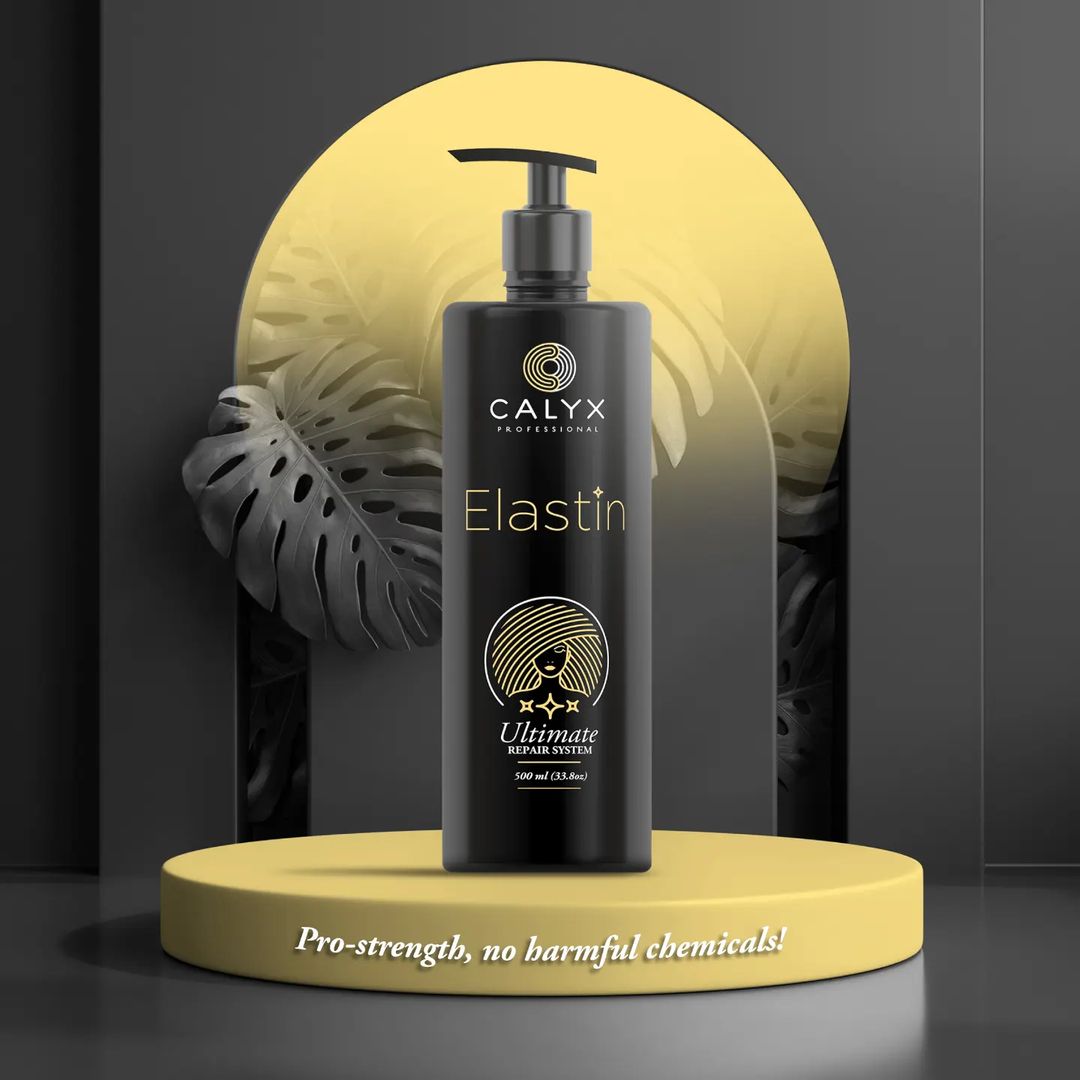 CALYX
PROFESSIONAL
Elastin
Ultimate
REPAIR SYSTEM
500 ml (33.8oz)
Pro-strength, no harmful chemicals!